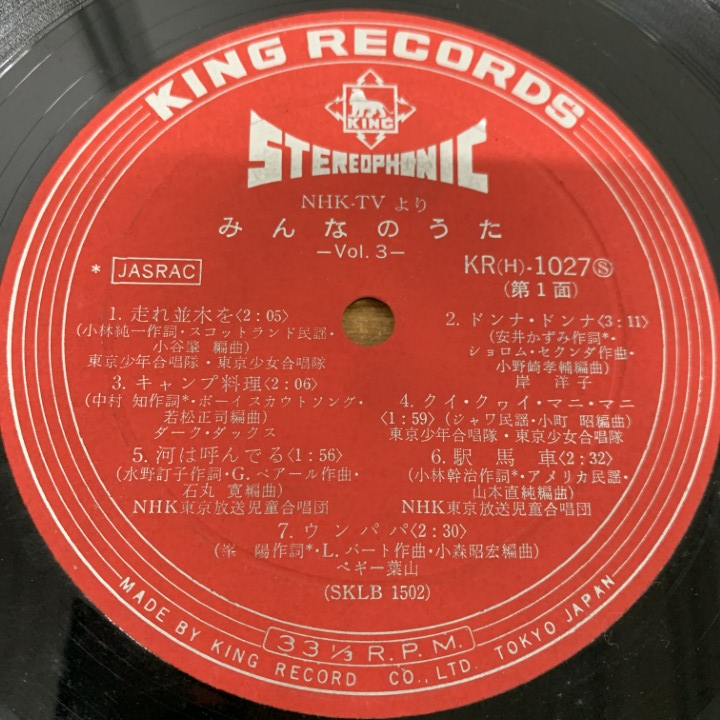 KING RECORDS
KING
STEREOPHONIC
NHK-TV より
みんなのうた
—Vol. 3—
* JASRAC
KR(H)-1027Ⓢ
(第1面)
1. 走れ並木を〈2:05〉
(小林純一作詞・スコットランド民謡・
小谷肇 編曲)
東京少年合唱隊・東京少女合唱隊
2. ドンナ・ドンナ〈3:11〉
(安井かずみ作詞*・
ショロム・セクンダ作曲・
小野崎孝輔編曲)
岸 洋子
3. キャンプ料理〈2:06〉
(中村 知作詞*・ボーイスカウトソング・
若松正司編曲)
ダーク・ダックス
4. クイ・クヮイ・マニ・マニ
〈1:59〉(ジャワ民謡・小町 昭編曲)
東京少年合唱隊・東京少女合唱隊
5. 河は呼んでる〈1:56〉
(水野訂子作詞・G. ベアール作曲・
石丸 寛編曲)
NHK東京放送児童合唱団
6. 駅馬車〈2:32〉
(小林幹治作詞*・アメリカ民謡・
山本直純編曲)
NHK東京放送児童合唱団
7. ウンパパ〈2:30〉
(峯 陽作詞*・L. バート作曲・小森昭宏編曲)
ペギー葉山
(SKLB 1502)
33 1/3 R.P.M.
MADE BY KING RECORD CO., LTD. TOKYO JAPAN